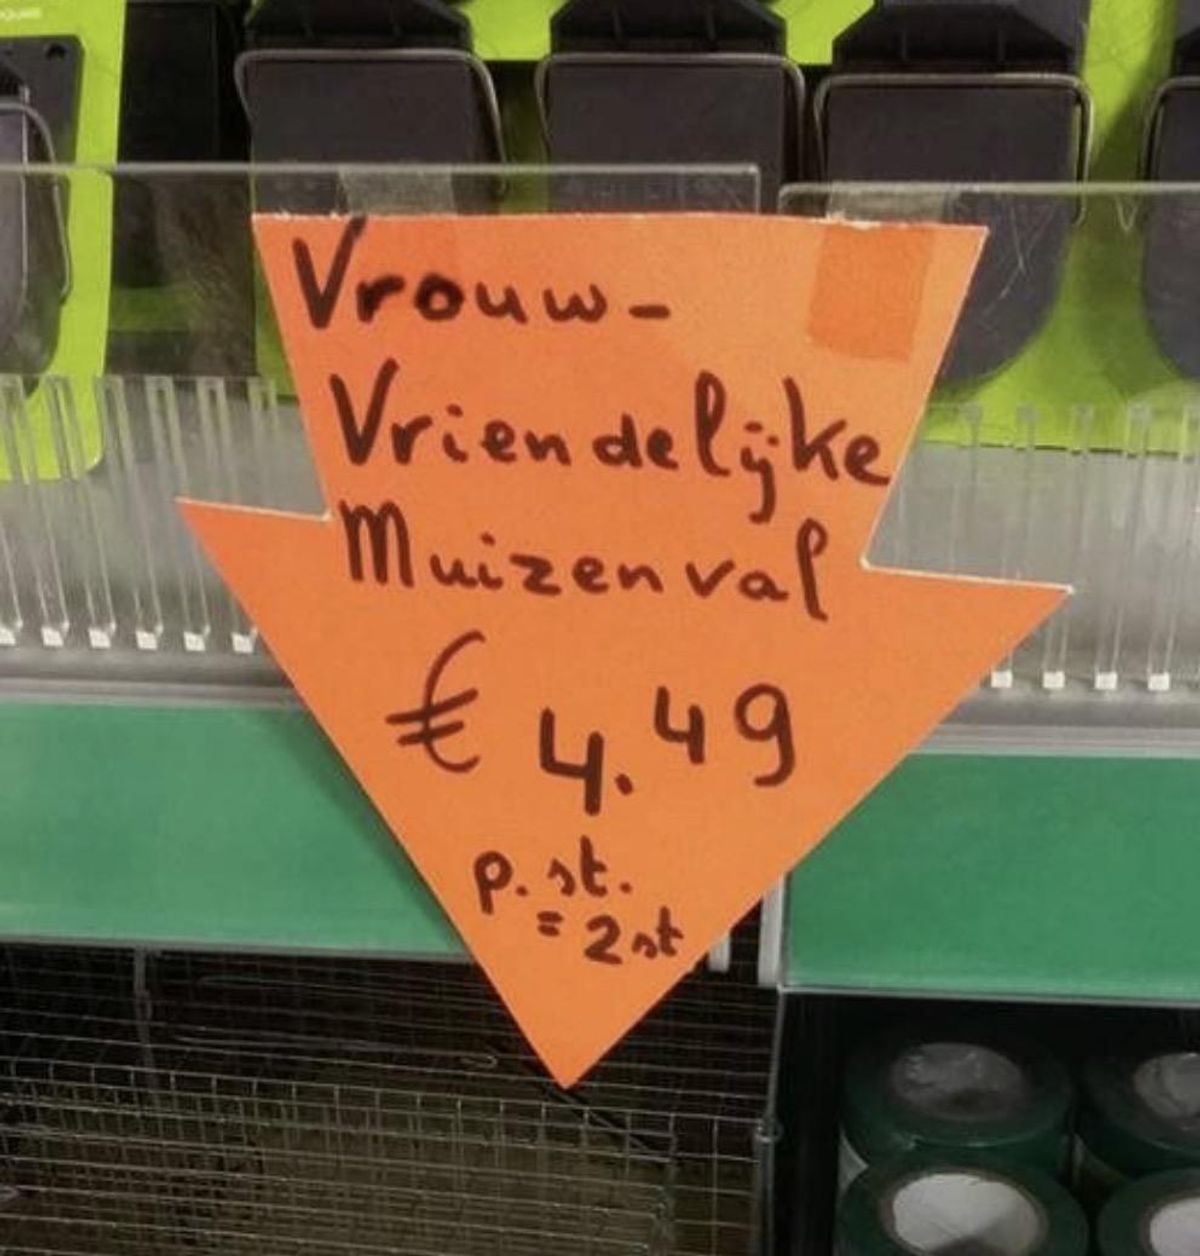 Vrouw-
Vriendelijke
Muizenval
€ 4.49
p. st.
= 2 st